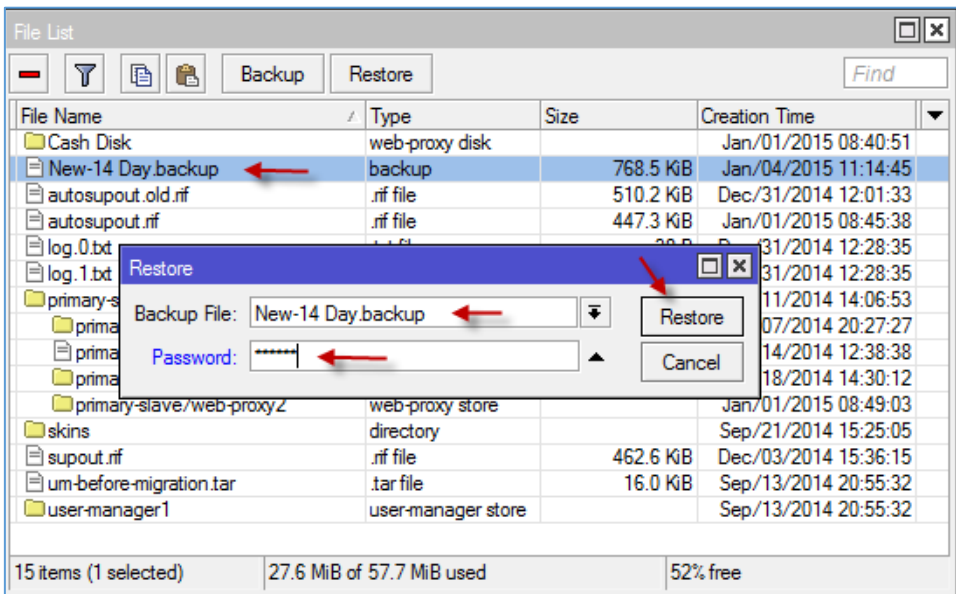 File List
Backup Restore Find
File Name Type Size Creation Time
Cash Disk web-proxy disk Jan/01/2015 08:40:51
New-14 Day.backup backup 768.5 KiB Jan/04/2015 11:14:45
autosupout.old.rif .rif file 510.2 KiB Dec/31/2014 12:01:33
autosupout.rif .rif file 447.3 KiB Jan/01/2015 08:45:38
log.0.txt 31/2014 12:28:35
log.1.txt 31/2014 12:28:35
primary-s 11/2014 14:06:53
prima 07/2014 20:27:27
prima 14/2014 12:38:38
prima 18/2014 14:30:12
primary-slave/web-proxy2 web-proxy store Jan/01/2015 08:49:03
skins directory Sep/21/2014 15:25:05
supout.rif .rif file 462.6 KiB Dec/03/2014 15:36:15
um-before-migration.tar .tar file 16.0 KiB Sep/13/2014 20:55:32
user-manager1 user-manager store Sep/13/2014 20:55:32
15 items (1 selected) 27.6 MiB of 57.7 MiB used 52% free
Restore
Backup File: New-14 Day.backup Restore
Password: ****** Cancel